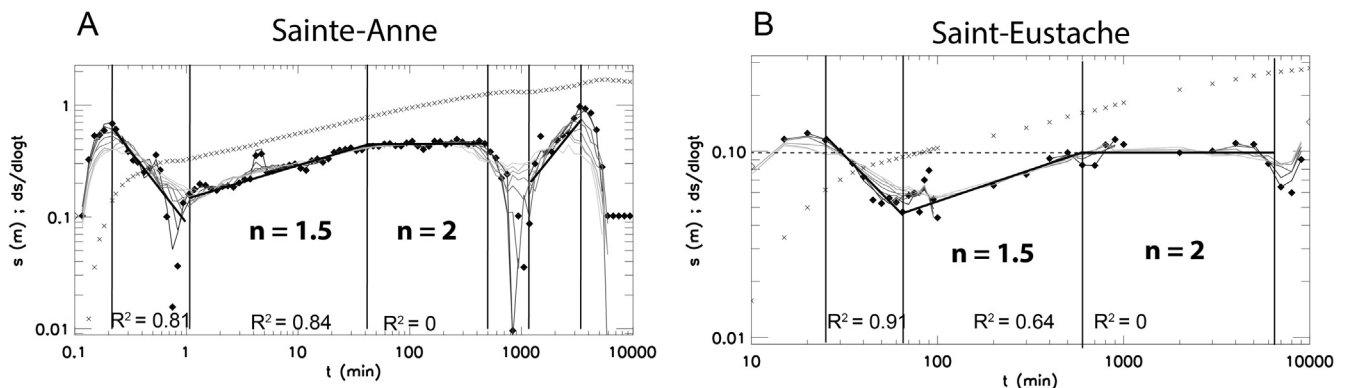 A
Sainte-Anne
s (m) ; ds/dlogt
1
0.1
0.01
n = 1.5
n = 2
R² = 0.81
R² = 0.84
R² = 0
0.1
1
10
100
1000
10000
t (min)
B
Saint-Eustache
s (m) ; ds/dlogt
0.10
0.01
n = 1.5
n = 2
R² = 0.91
R² = 0.64
R² = 0
10
100
1000
10000
t (min)